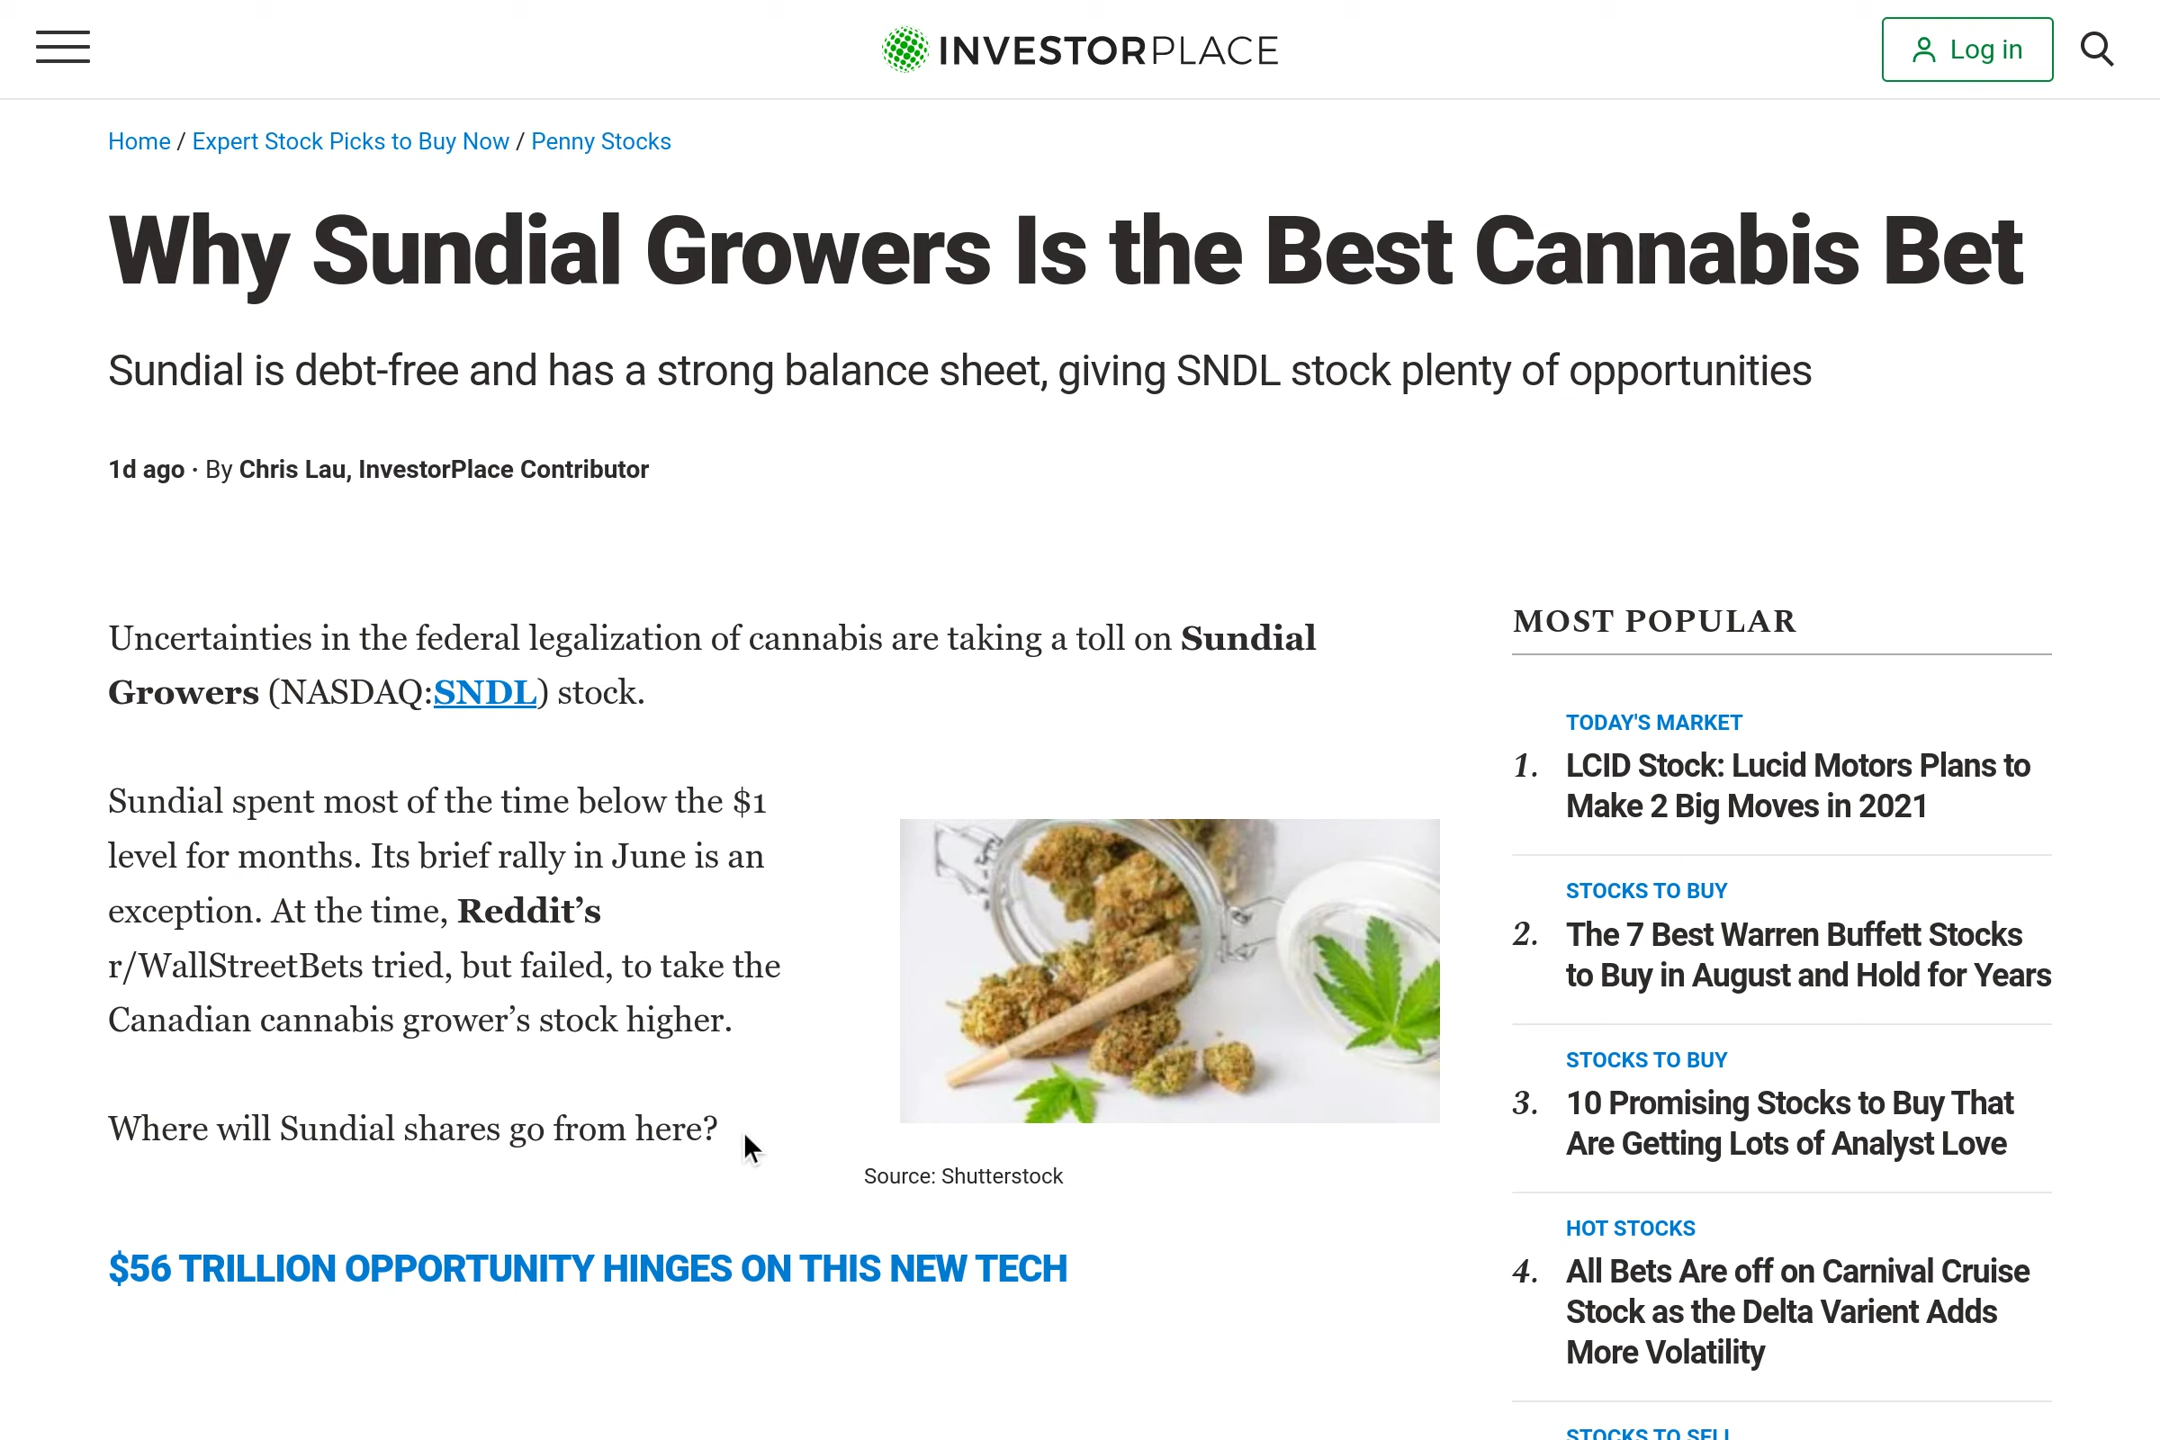 INVESTORPLACE
Log in
Home / Expert Stock Picks to Buy Now / Penny Stocks
Why Sundial Growers Is the Best Cannabis Bet
Sundial is debt-free and has a strong balance sheet, giving SNDL stock plenty of opportunities
1d ago · By Chris Lau, InvestorPlace Contributor
Uncertainties in the federal legalization of cannabis are taking a toll on Sundial
Growers (NASDAQ:SNDL) stock.
Sundial spent most of the time below the $1
level for months. Its brief rally in June is an
exception. At the time, Reddit’s
r/WallStreetBets tried, but failed, to take the
Canadian cannabis grower’s stock higher.
Where will Sundial shares go from here?
Source: Shutterstock
$56 TRILLION OPPORTUNITY HINGES ON THIS NEW TECH
MOST POPULAR
TODAY'S MARKET
1. LCID Stock: Lucid Motors Plans to
Make 2 Big Moves in 2021
STOCKS TO BUY
2. The 7 Best Warren Buffett Stocks
to Buy in August and Hold for Years
STOCKS TO BUY
3. 10 Promising Stocks to Buy That
Are Getting Lots of Analyst Love
HOT STOCKS
4. All Bets Are off on Carnival Cruise
Stock as the Delta Varient Adds
More Volatility
STOCKS TO SELL